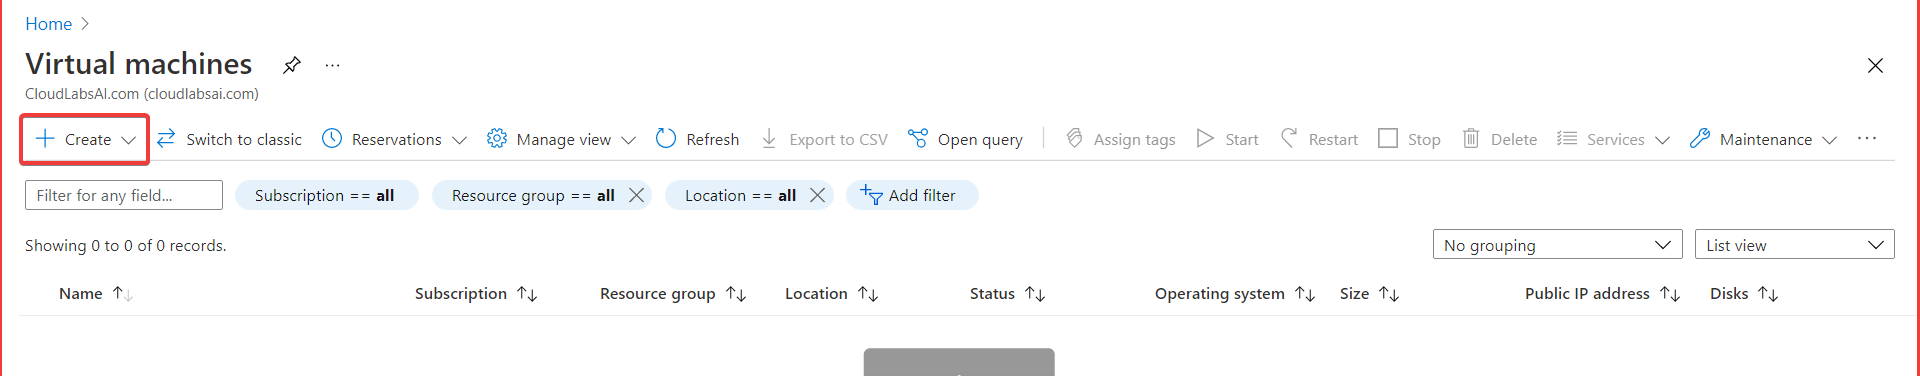 Home
Virtual machines
CloudLabsAI.com (cloudlabsai.com)
Create Switch to classic Reservations Manage view Refresh Export to CSV Open query Assign tags Start Restart Stop Delete Services Maintenance
Filter for any field... Subscription == all Resource group == all Location == all Add filter
Showing 0 to 0 of 0 records. No grouping List view
Name Subscription Resource group Location Status Operating system Size Public IP address Disks